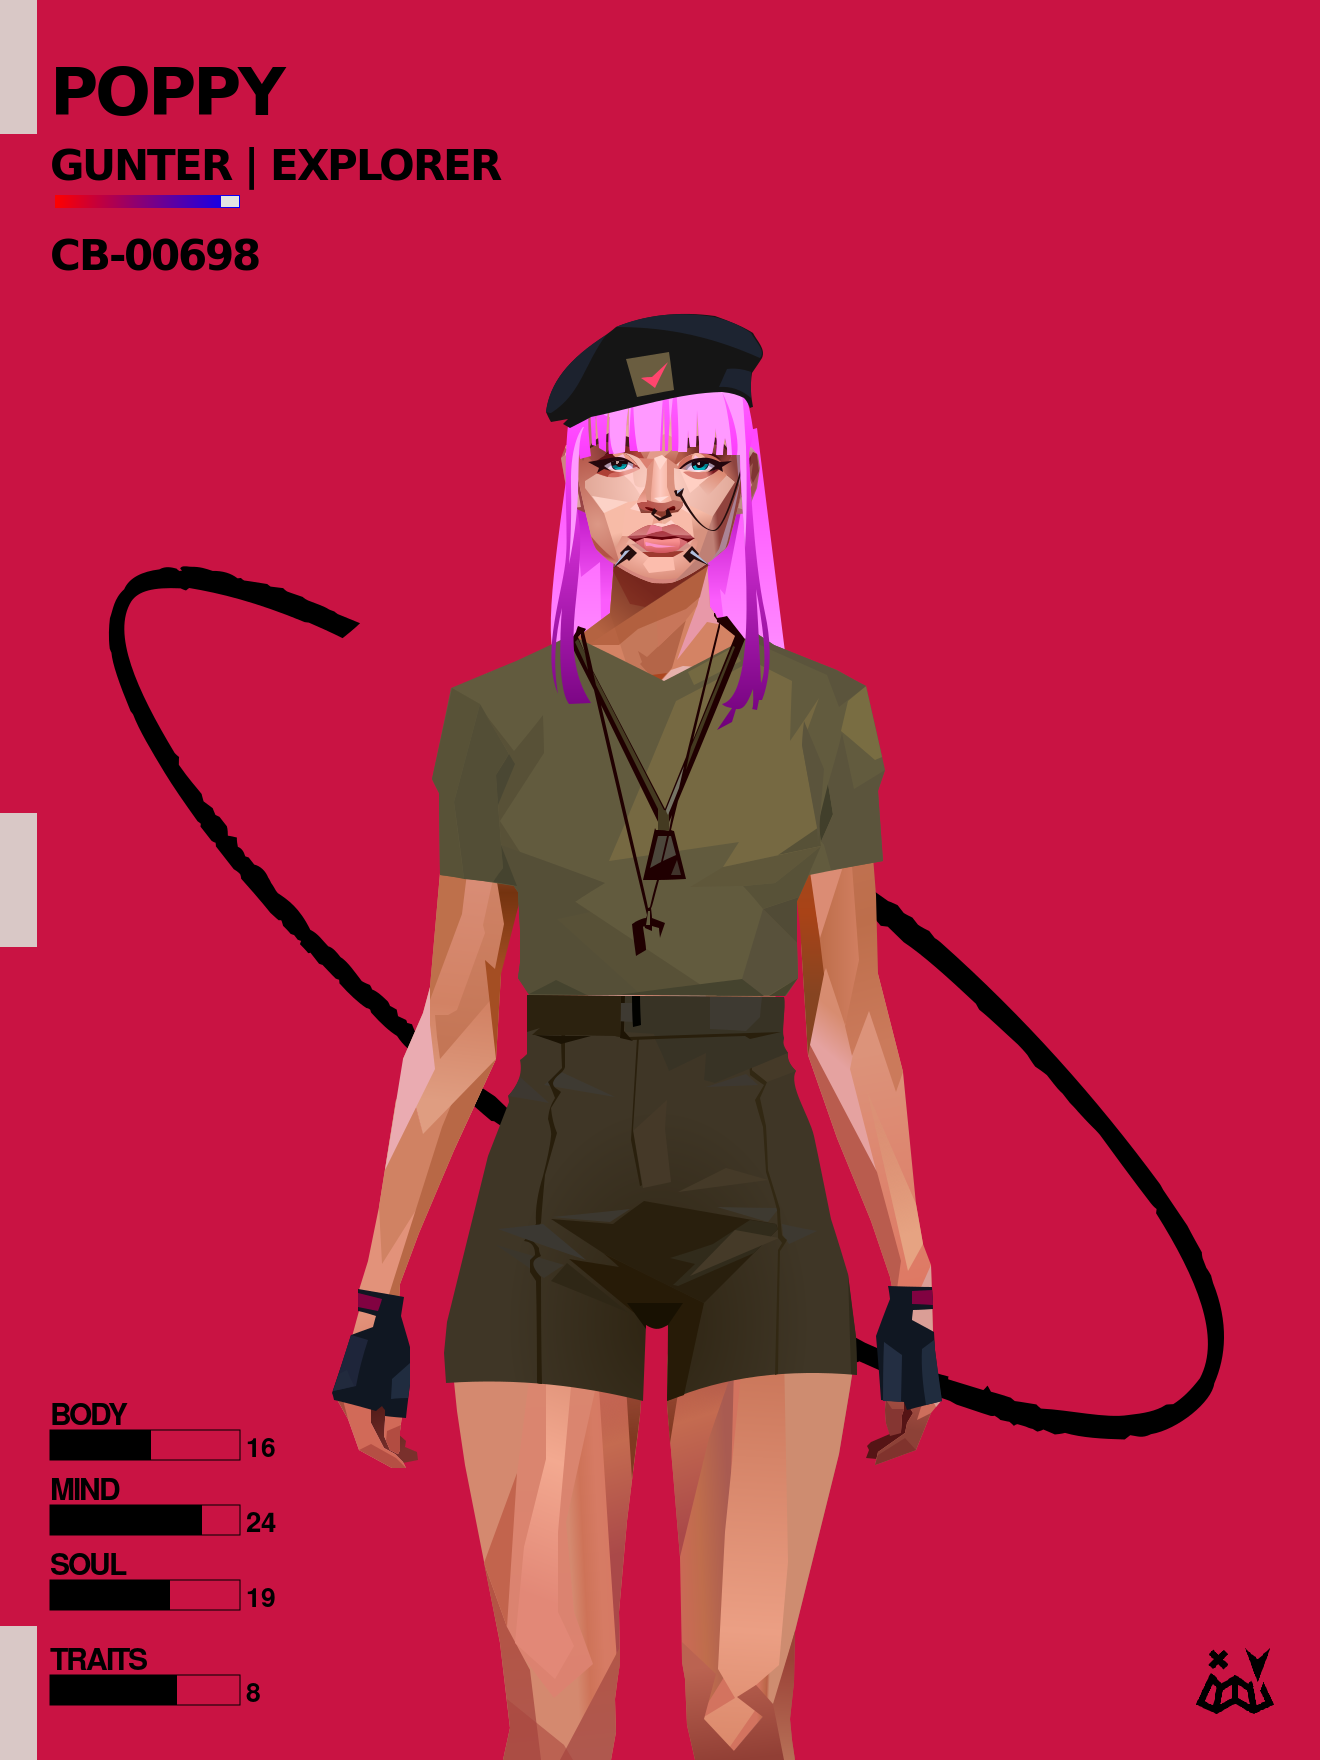 POPPY
GUNTER | EXPLORER
CB-00698
BODY
16
MIND
24
SOUL
19
TRAITS
8